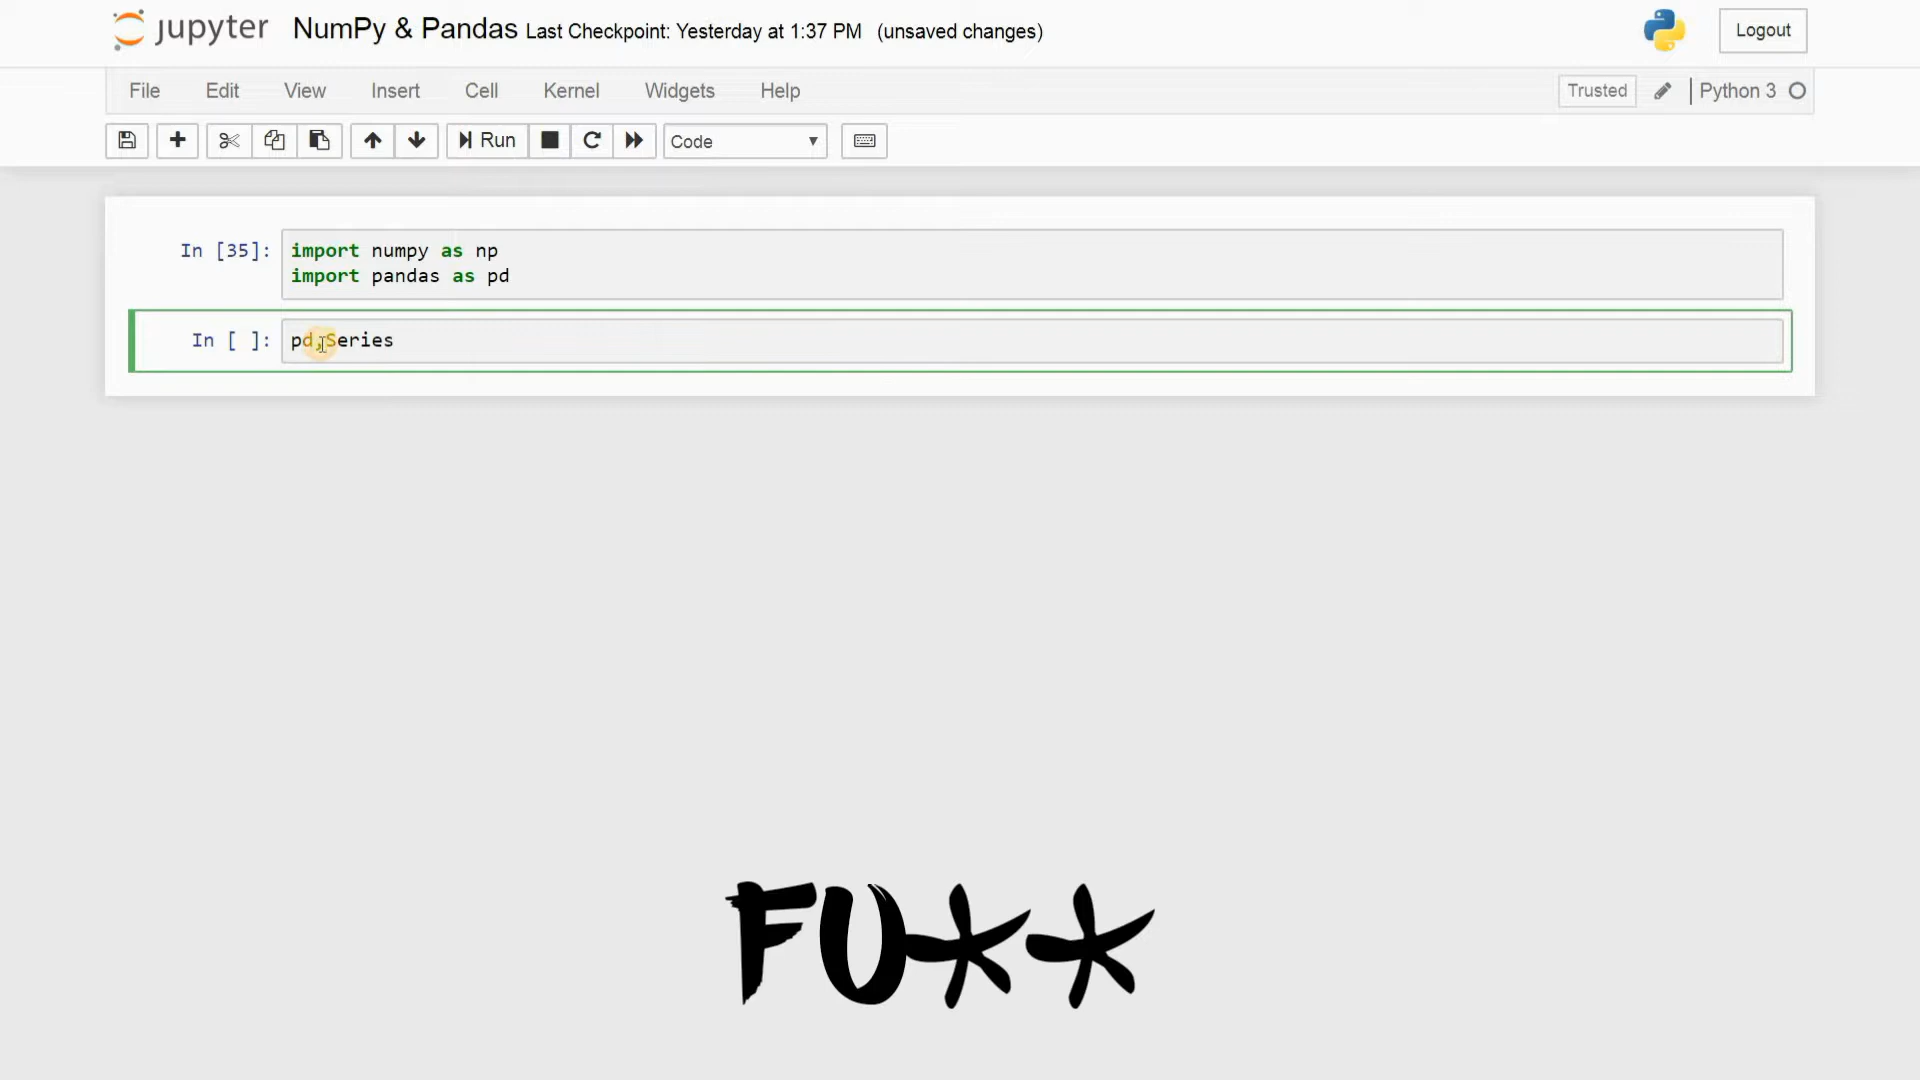 jupyter NumPy & Pandas Last Checkpoint: Yesterday at 1:37 PM (unsaved changes) Logout
File Edit View Insert Cell Kernel Widgets Help Trusted Python 3
Run Code
In [35]: import numpy as np
import pandas as pd
In [ ]: pd,Series
FU**